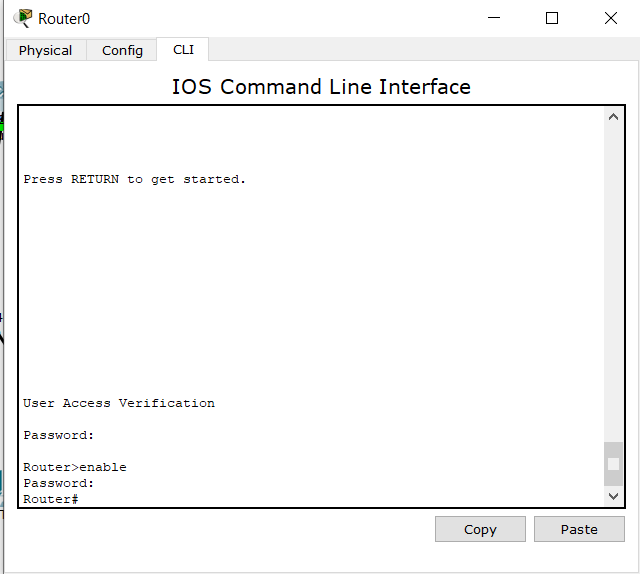 Router0
Physical Config CLI
IOS Command Line Interface
Press RETURN to get started.
User Access Verification
Password:
Router>enable
Password:
Router#
Copy Paste